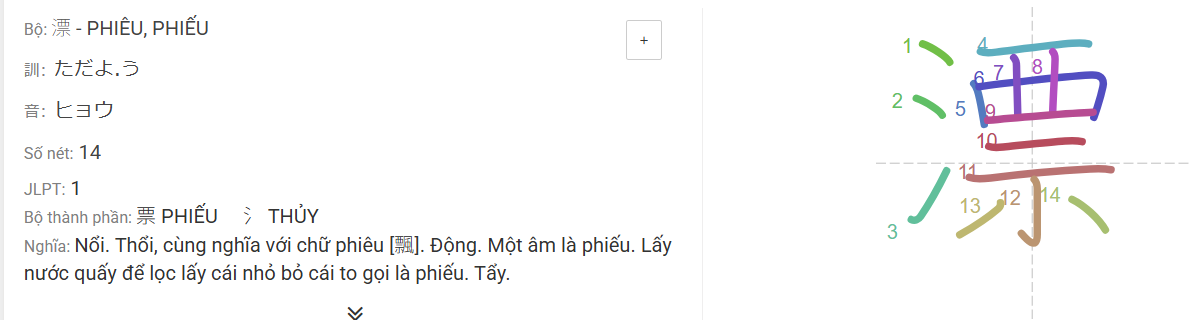 Bộ: 漂 - PHIÊU, PHIẾU
+
訓: ただよ.う
音: ヒョウ
Số nét: 14
JLPT: 1
Bộ thành phần: 票 PHIẾU 氵 THỦY
Nghĩa: Nổi. Thổi, cùng nghĩa với chữ phiêu [飄]. Động. Một âm là phiếu. Lấy
nước quấy để lọc lấy cái nhỏ bỏ cái to gọi là phiếu. Tẩy.
漂
1
2
3
4
5
6
7
8
9
10
11
12
13
14